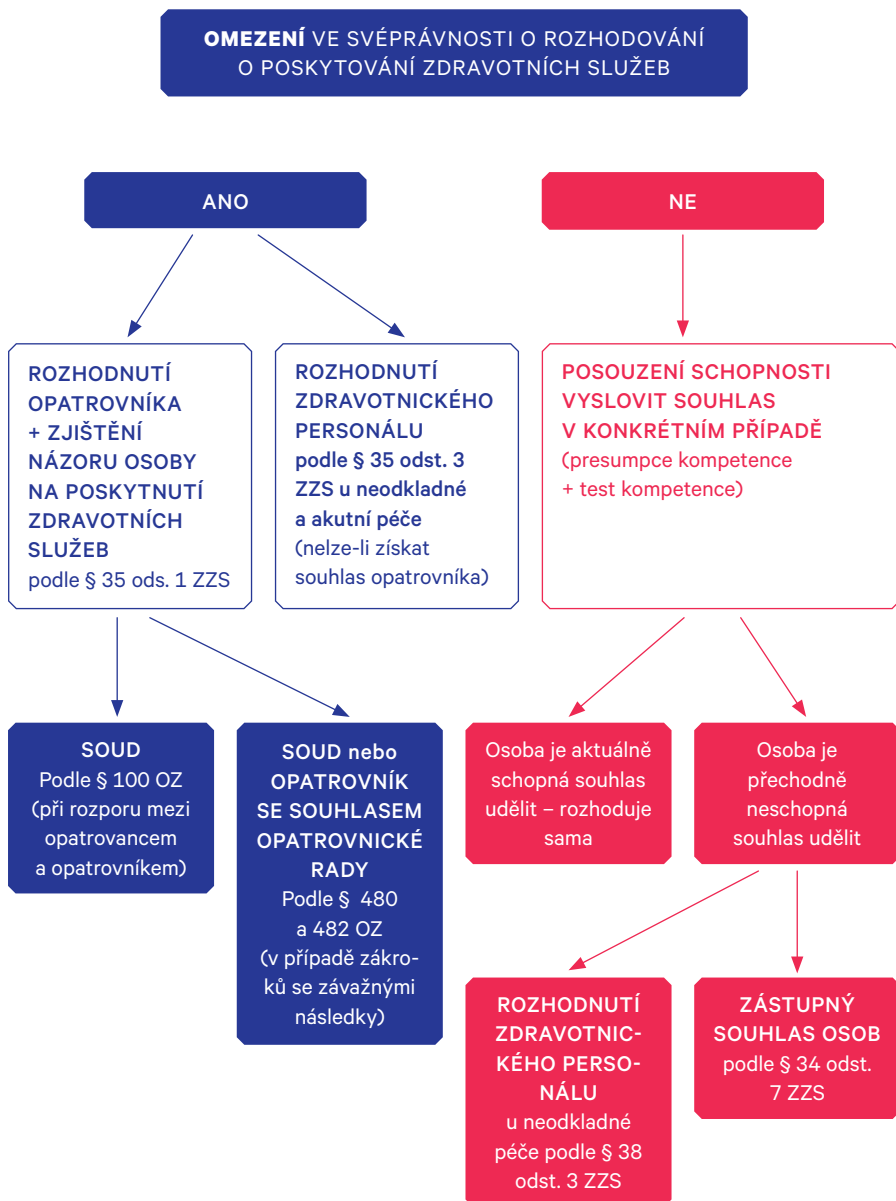 OMEZENÍ VE SVÉPRÁVNOSTI O ROZHODOVÁNÍ
O POSKYTOVÁNÍ ZDRAVOTNÍCH SLUŽEB
ANO
NE
ROZHODNUTÍ
OPATROVNÍKA
+ ZJIŠTĚNÍ
NÁZORU OSOBY
NA POSKYTNUTÍ
ZDRAVOTNÍCH
SLUŽEB
podle § 35 ods. 1 ZZS
ROZHODNUTÍ
ZDRAVOTNICKÉHO
PERSONÁLU
podle § 35 odst. 3
ZZS u neodkladné
a akutní péče
(nelze-li získat
souhlas opatrovníka)
POSOUZENÍ SCHOPNOSTI
VYSLOVIT SOUHLAS
V KONKRÉTNÍM PŘÍPADĚ
(presumpce kompetence
+ test kompetence)
SOUD
Podle § 100 OZ
(při rozporu mezi
opatrovancem
a opatrovníkem)
SOUD nebo
OPATROVNÍK
SE SOUHLASEM
OPATROVNICKÉ
RADY
Podle § 480
a 482 OZ
(v případě zákro-
ků se závažnými
následky)
Osoba je aktuálně
schopná souhlas
udělit – rozhoduje
sama
Osoba je
přechodně
neschopná
souhlas udělit
ROZHODNUTÍ
ZDRAVOTNIC-
KÉHO PERSO-
NÁLU
u neodkladné
péče podle § 38
odst. 3 ZZS
ZÁSTUPNÝ
SOUHLAS OSOB
podle § 34 odst.
7 ZZS